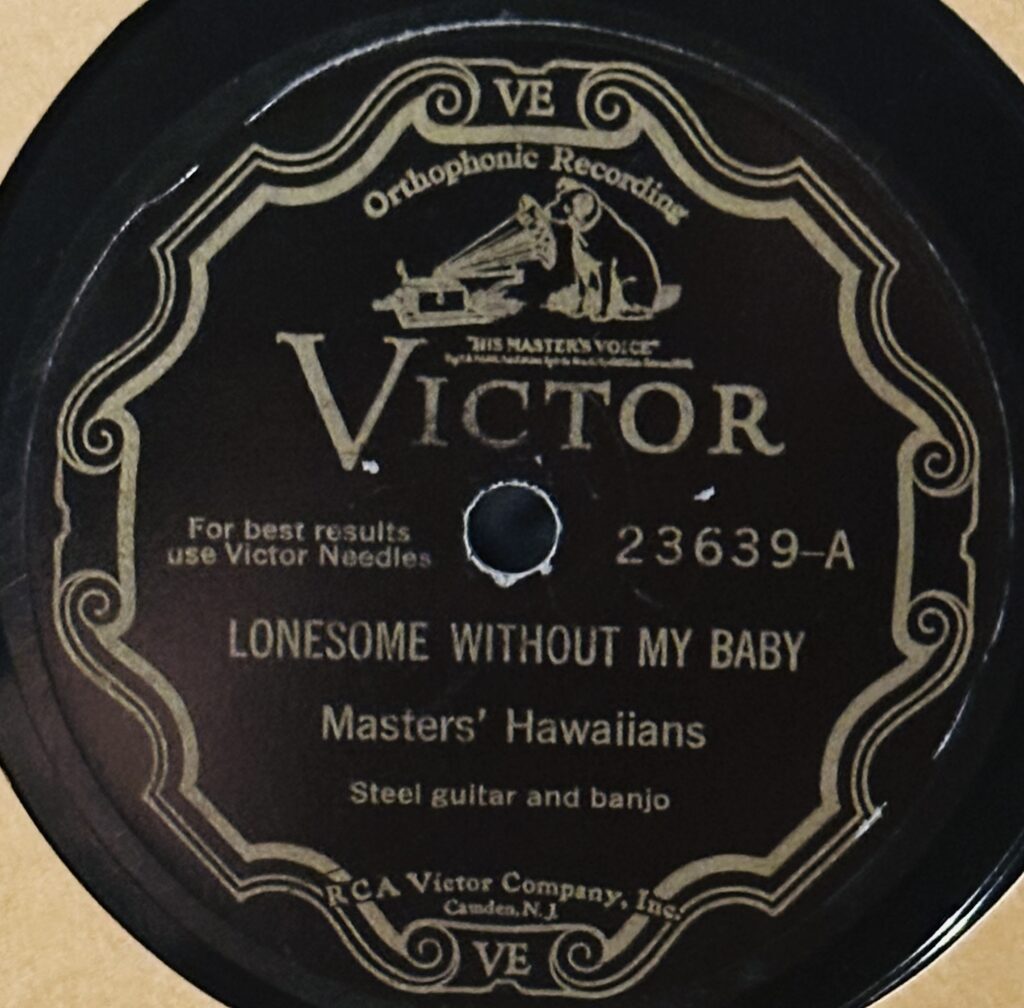 VE
Orthophonic Recording
"HIS MASTER'S VOICE"
VICTOR
For best results
use Victor Needles
23639-A
LONESOME WITHOUT MY BABY
Masters' Hawaiians
Steel guitar and banjo
RCA Victor Company, Inc.
Camden, N.J.
VE